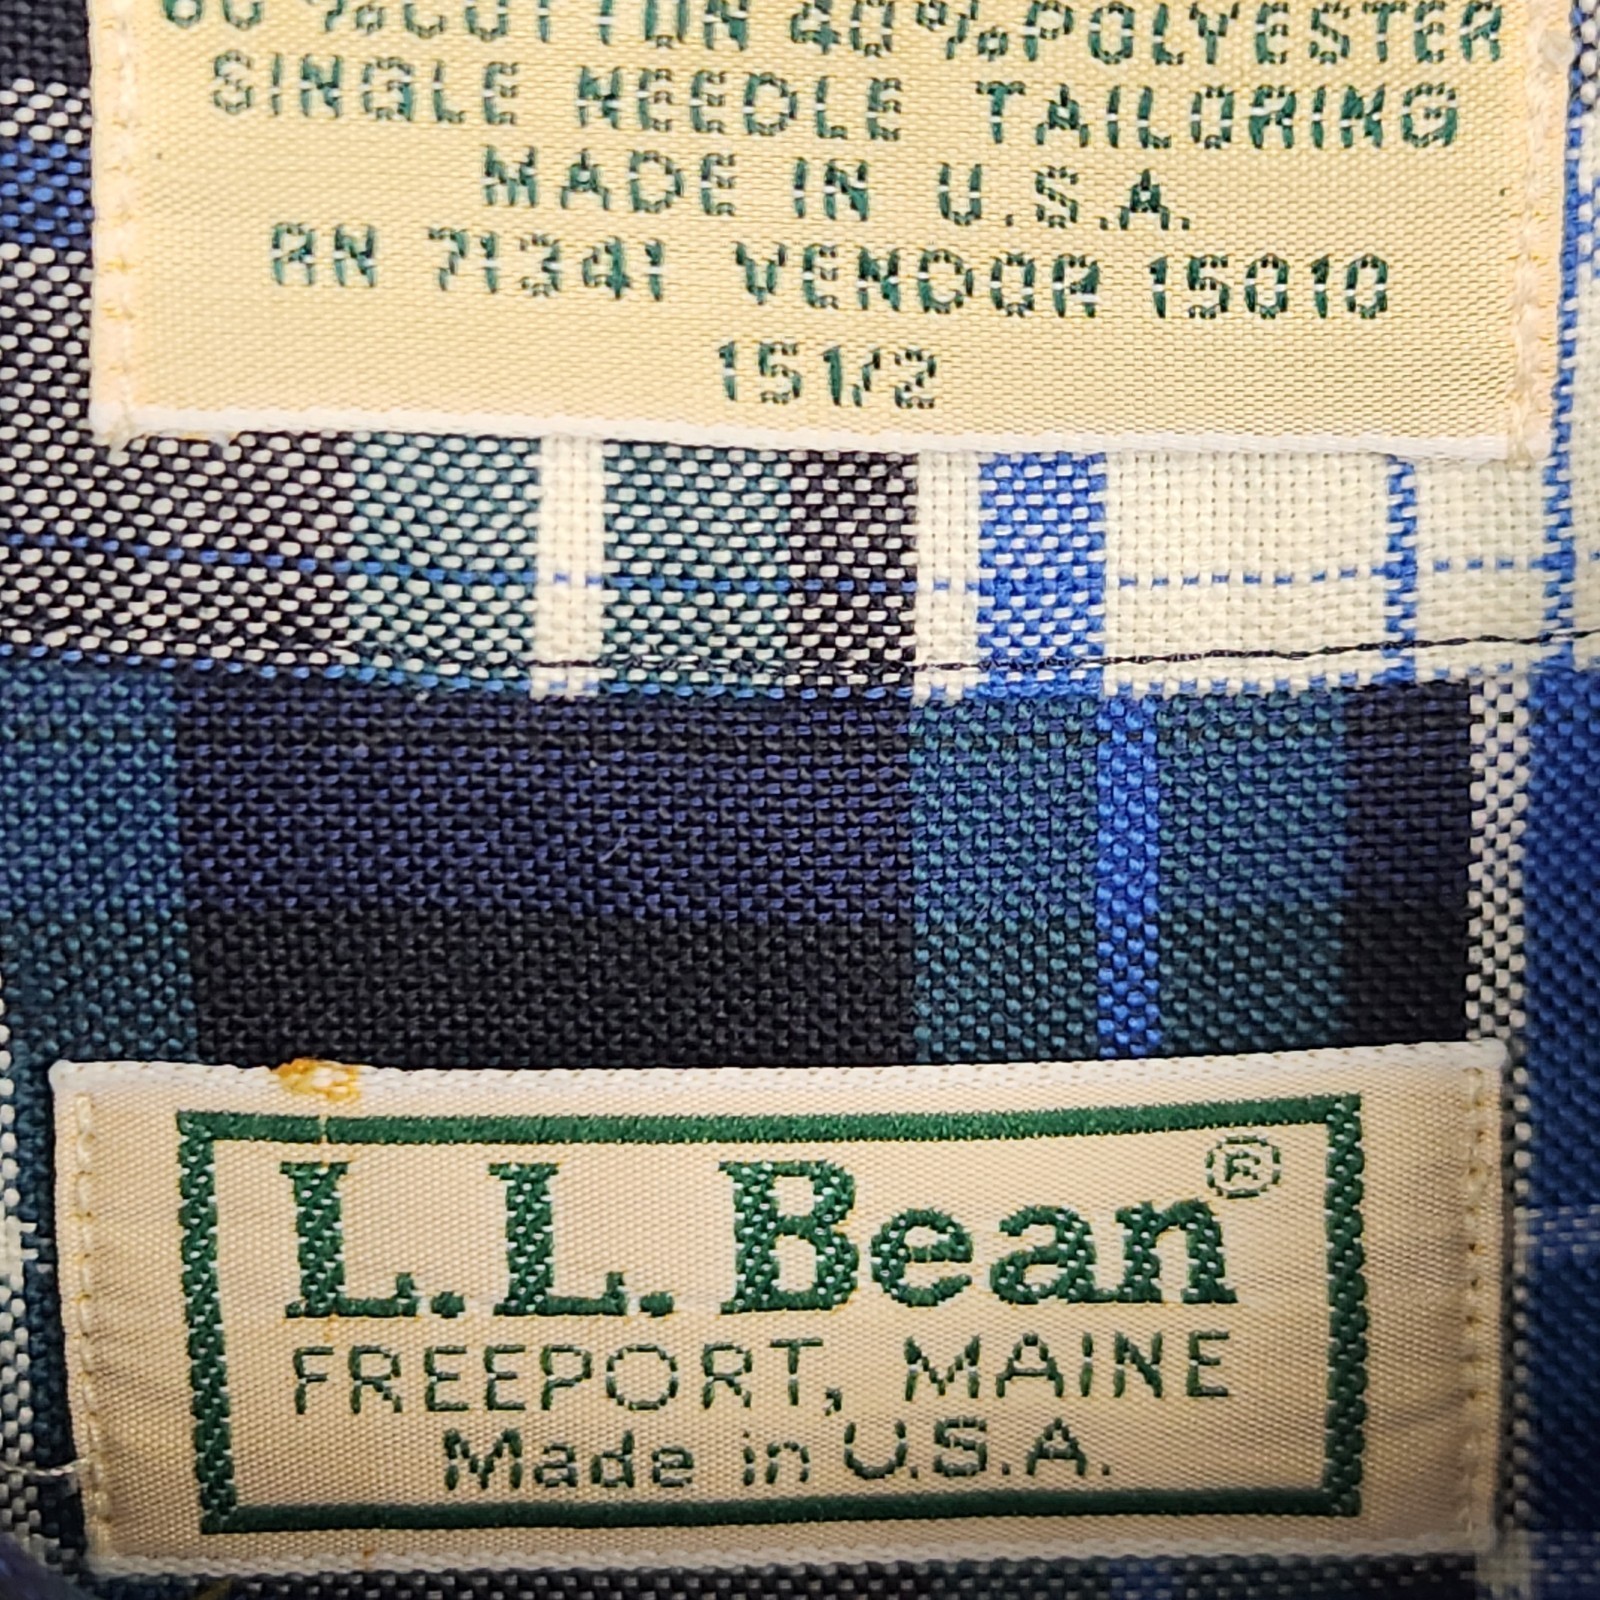 60%COTTON 40%POLYESTER
SINGLE NEEDLE TAILORING
MADE IN U.S.A.
RN 71341 VENDOR 15010
15 1/2
L.L.Bean®
FREEPORT, MAINE
Made in U.S.A.